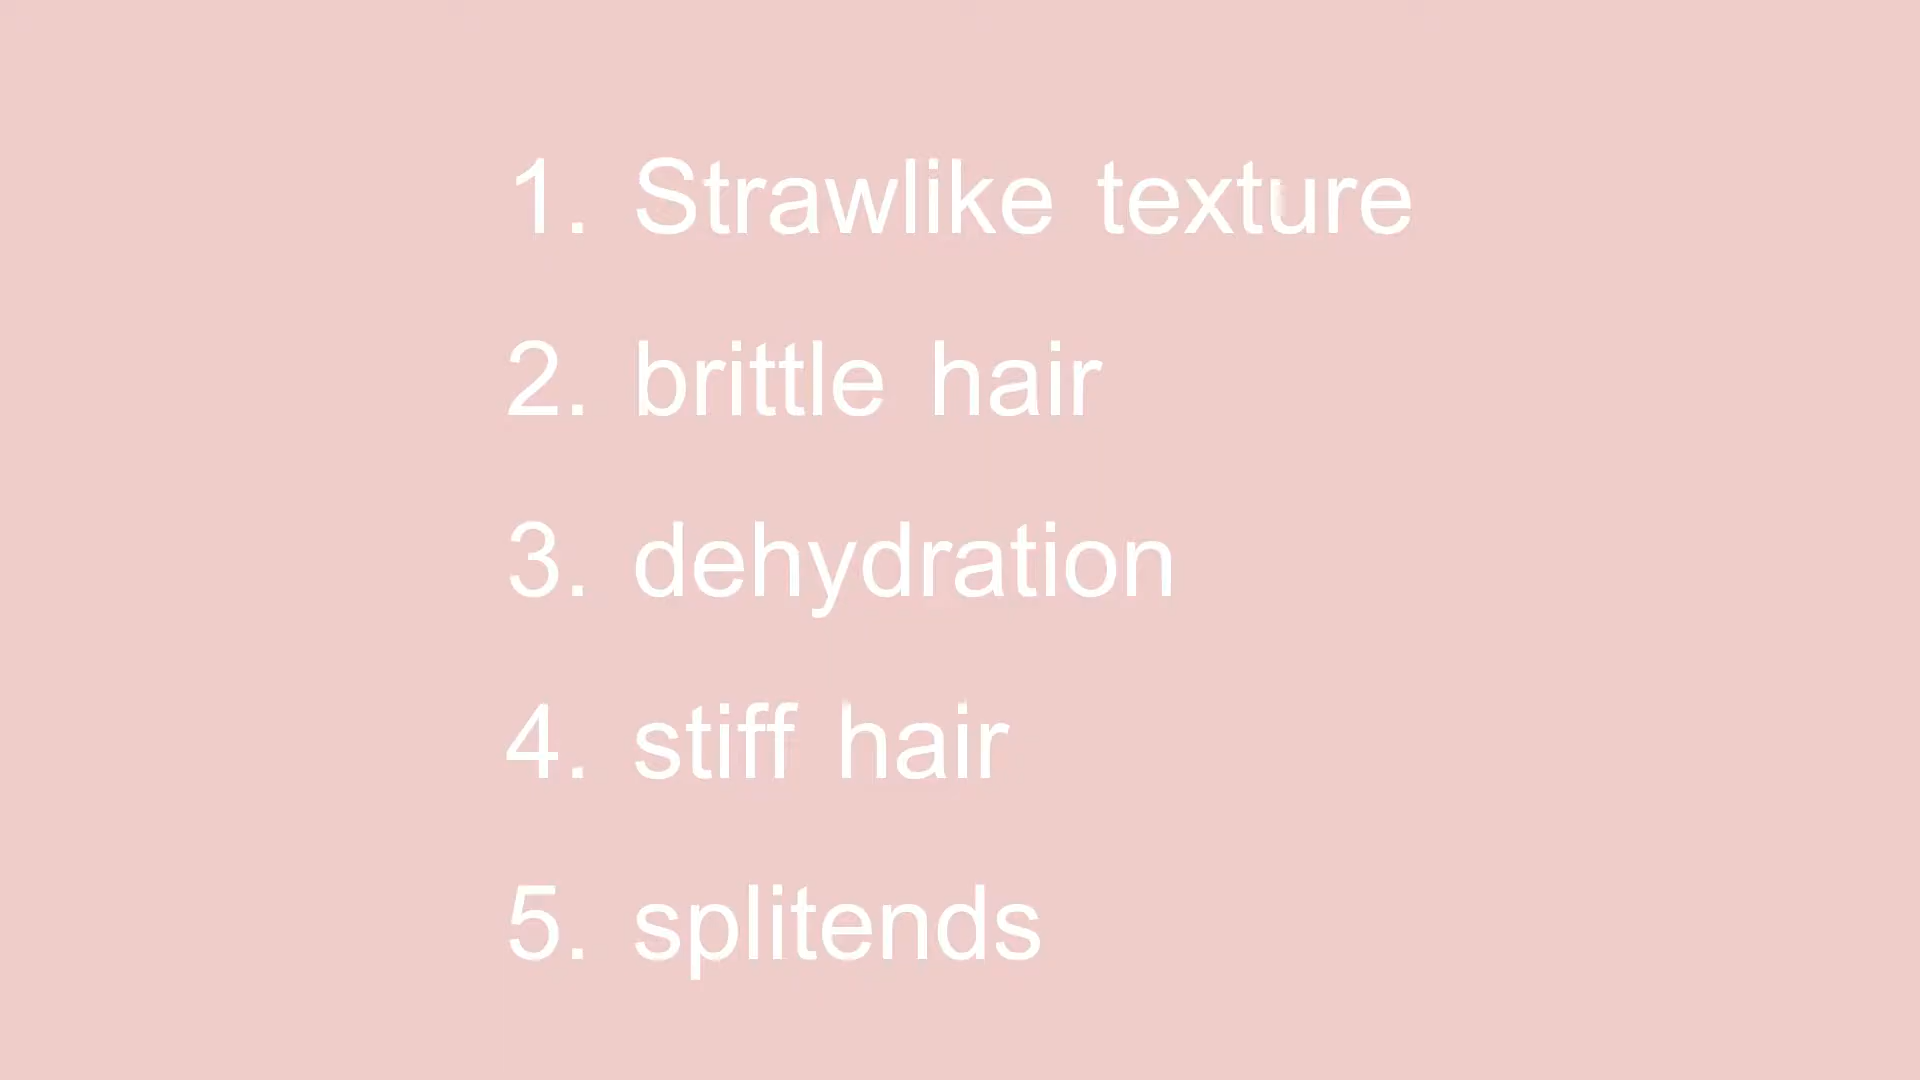 1. Strawlike texture
2. brittle hair
3. dehydration
4. stiff hair
5. splitends